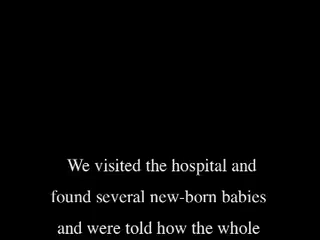 We visited the hospital and
found several new-born babies
and were told how the whole